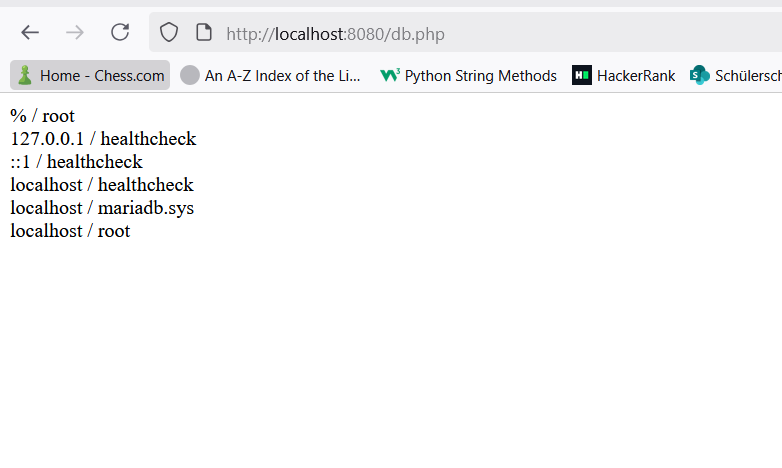 http://localhost:8080/db.php
Home - Chess.com An A-Z Index of the Li... Python String Methods HackerRank Schülersch
% / root
127.0.0.1 / healthcheck
::1 / healthcheck
localhost / healthcheck
localhost / mariadb.sys
localhost / root